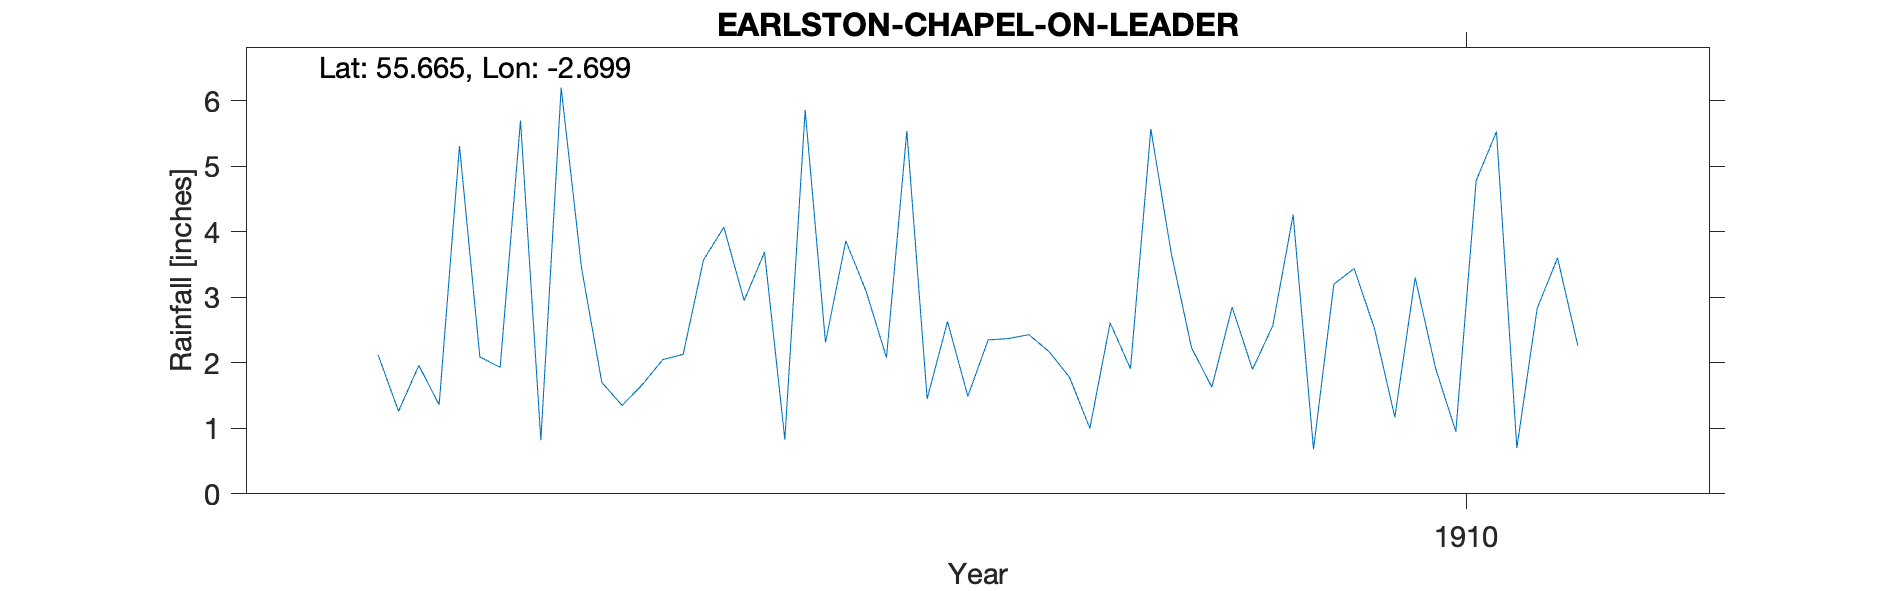 EARLSTON-CHAPEL-ON-LEADER
Lat: 55.665, Lon: -2.699
6
5
4
3
2
1
0
Rainfall [inches]
1910
Year